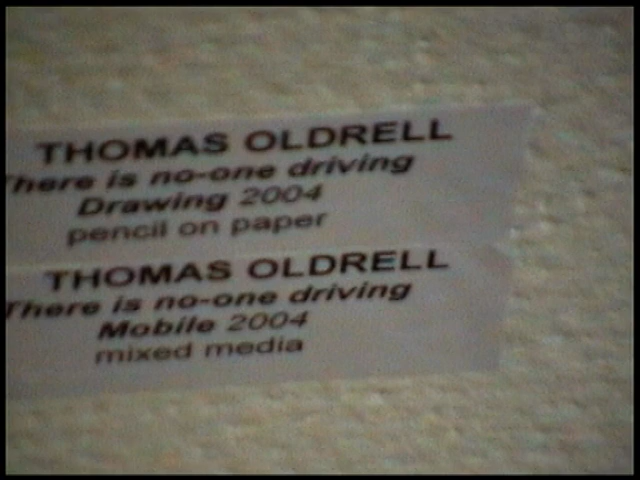 THOMAS OLDRELL
There is no-one driving
Drawing 2004
pencil on paper
THOMAS OLDRELL
There is no-one driving
Mobile 2004
mixed media